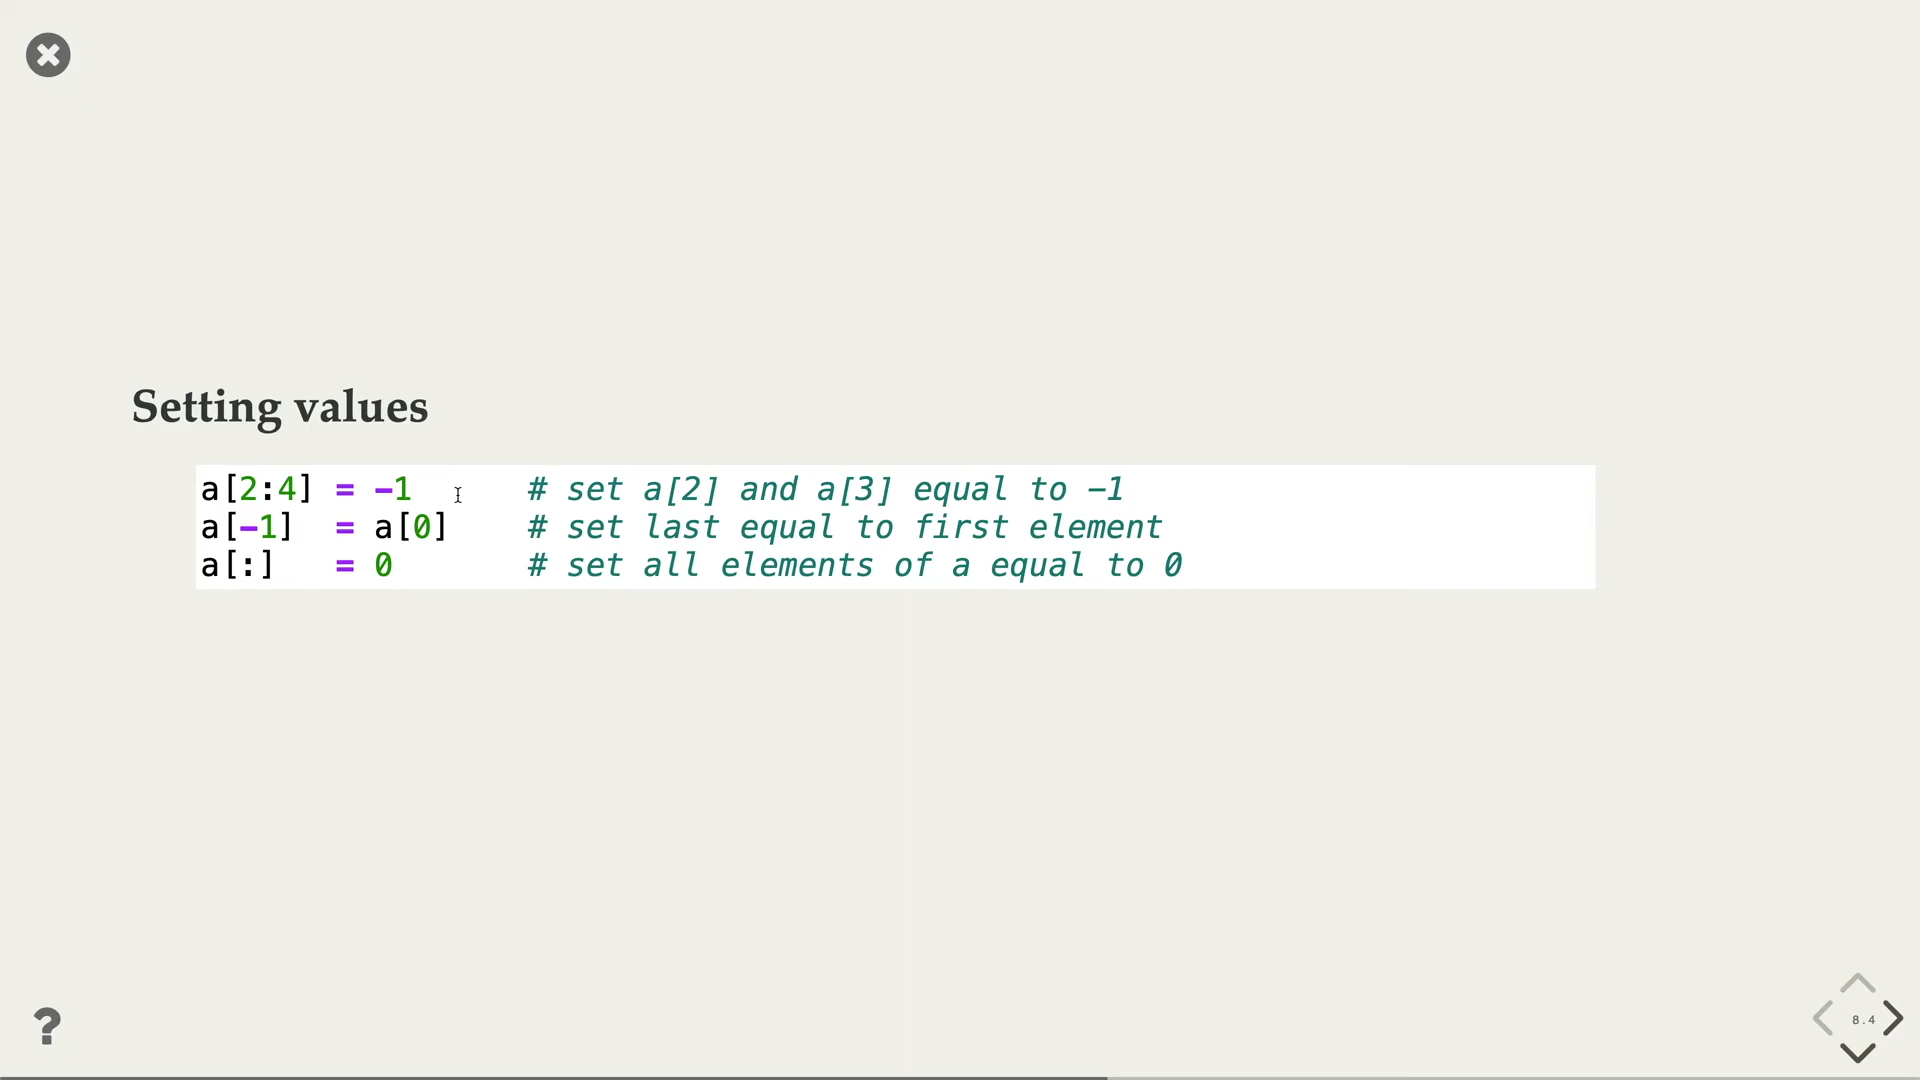 Setting values
a[2:4] = -1      # set a[2] and a[3] equal to -1
a[-1]  = a[0]    # set last equal to first element
a[:]   = 0       # set all elements of a equal to 0
?
8.4